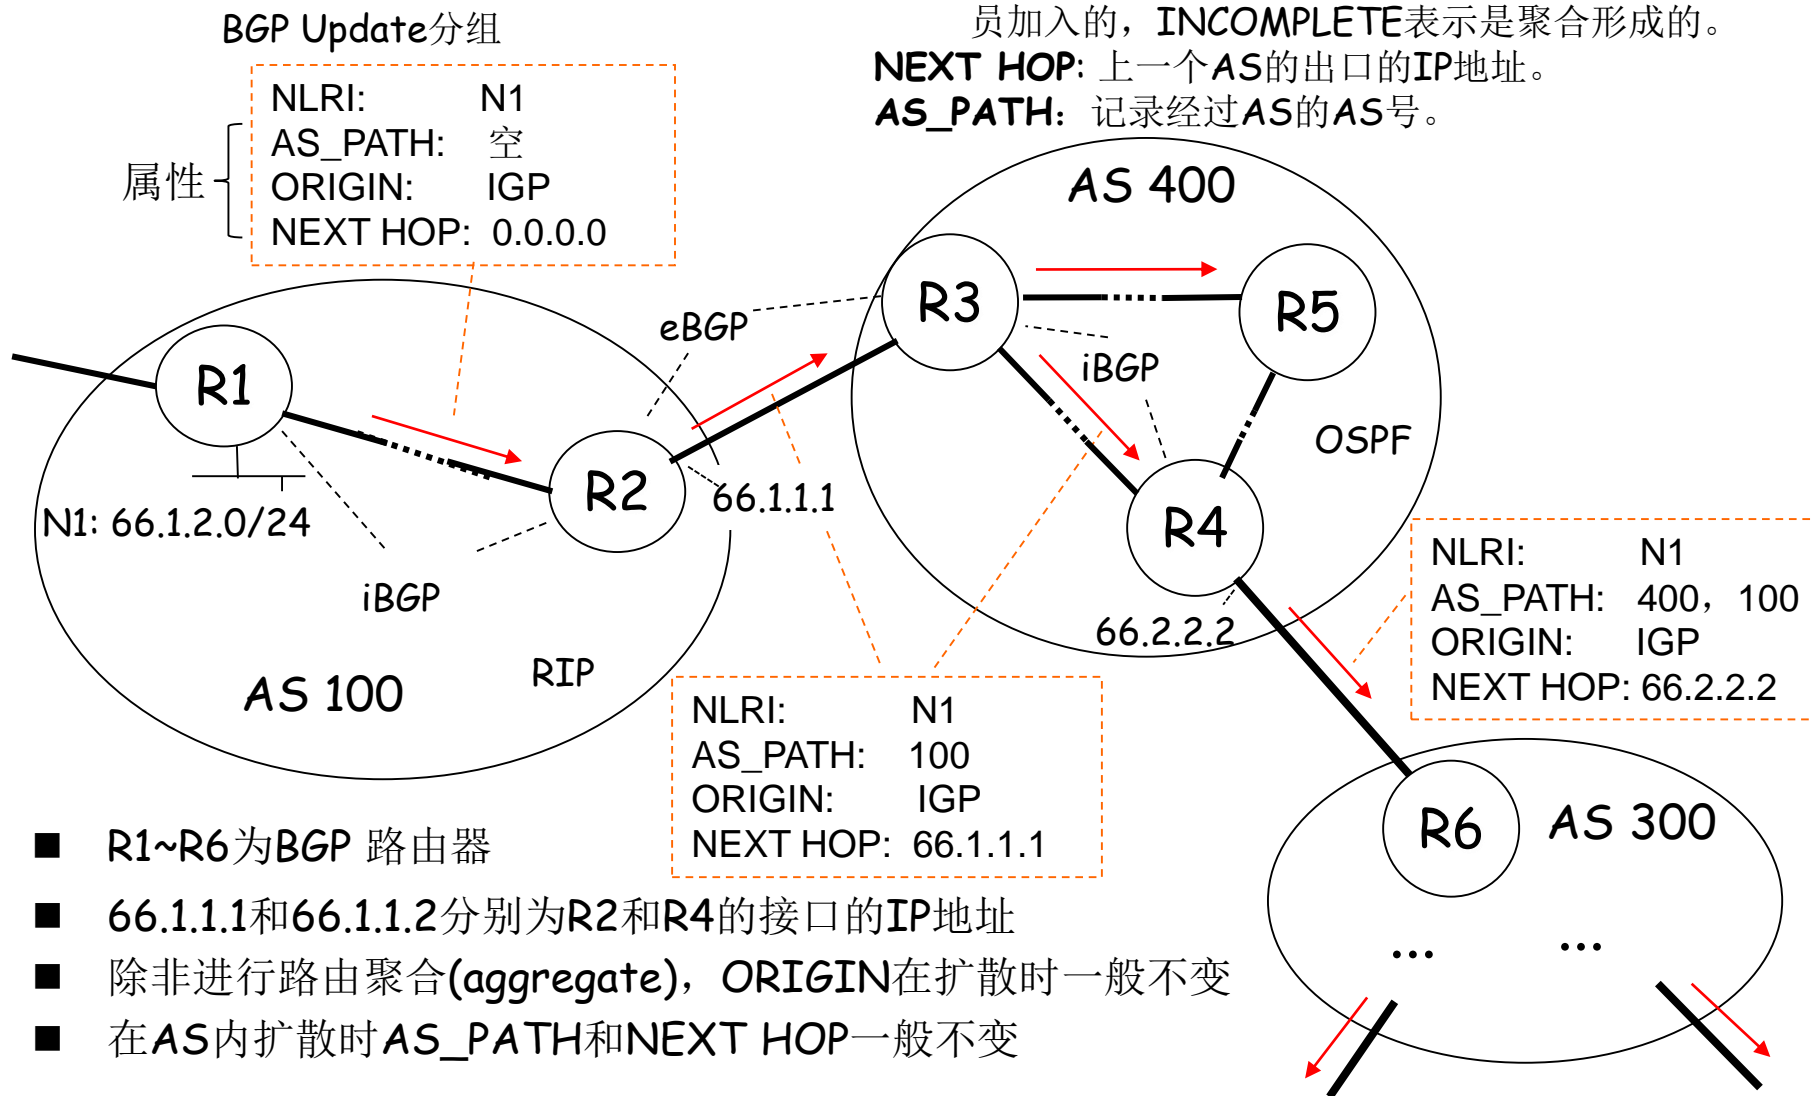 员加入的，INCOMPLETE表示是聚合形成的。
NEXT HOP: 上一个AS的出口的IP地址。
AS_PATH：记录经过AS的AS号。
BGP Update分组
属性
NLRI: N1
AS_PATH: 空
ORIGIN: IGP
NEXT HOP: 0.0.0.0
AS 400
R3
R5
eBGP
iBGP
R1
OSPF
R2
66.1.1.1
R4
N1: 66.1.2.0/24
iBGP
66.2.2.2
RIP
AS 100
NLRI: N1
AS_PATH: 400，100
ORIGIN: IGP
NEXT HOP: 66.2.2.2
NLRI: N1
AS_PATH: 100
ORIGIN: IGP
NEXT HOP: 66.1.1.1
R6
AS 300
...
...
■ R1~R6为BGP 路由器
■ 66.1.1.1和66.1.1.2分别为R2和R4的接口的IP地址
■ 除非进行路由聚合(aggregate)，ORIGIN在扩散时一般不变
■ 在AS内扩散时AS_PATH和NEXT HOP一般不变